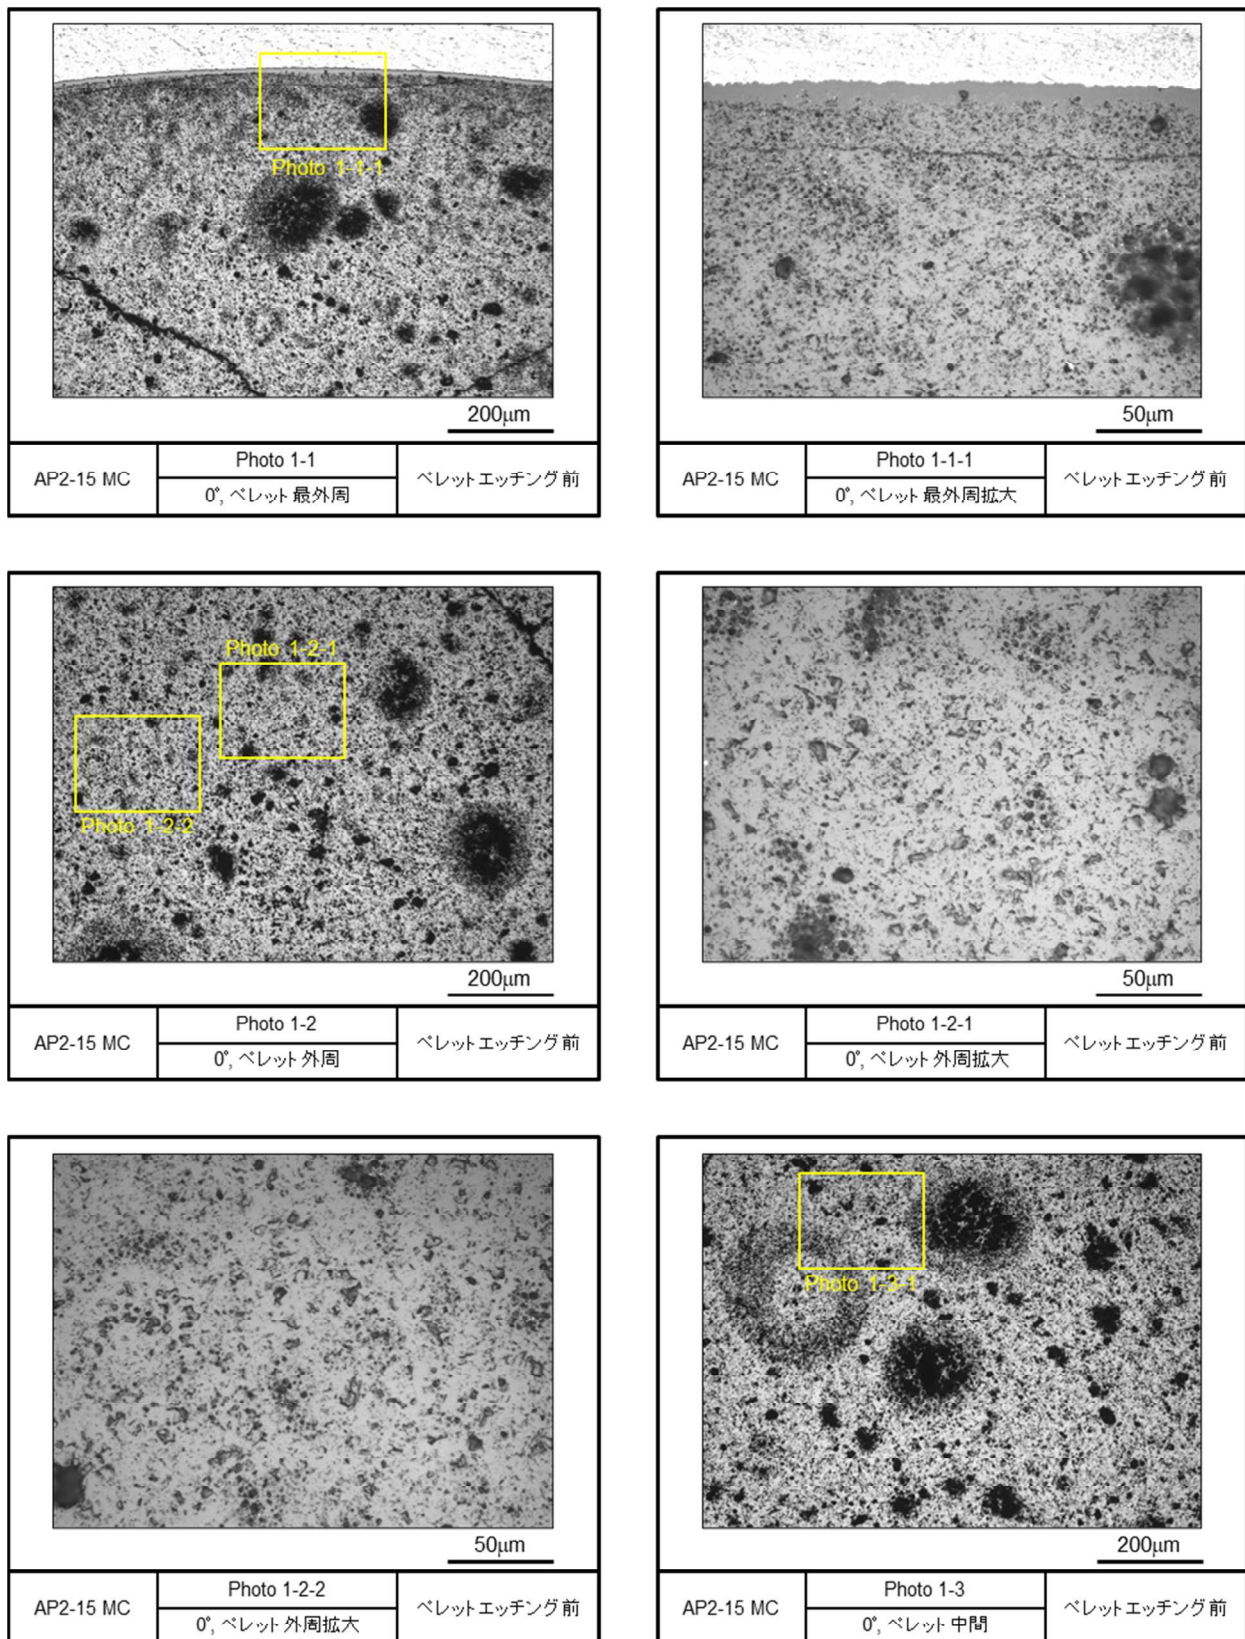 Photo 1-1-1
200μm
AP2-15 MC
Photo 1-1
0°, ペレット最外周
ペレットエッチング前
50μm
AP2-15 MC
Photo 1-1-1
0°, ペレット最外周拡大
ペレットエッチング前
Photo 1-2-1
Photo 1-2-2
200μm
AP2-15 MC
Photo 1-2
0°, ペレット外周
ペレットエッチング前
50μm
AP2-15 MC
Photo 1-2-1
0°, ペレット外周拡大
ペレットエッチング前
50μm
AP2-15 MC
Photo 1-2-2
0°, ペレット外周拡大
ペレットエッチング前
Photo 1-3-1
200μm
AP2-15 MC
Photo 1-3
0°, ペレット中間
ペレットエッチング前